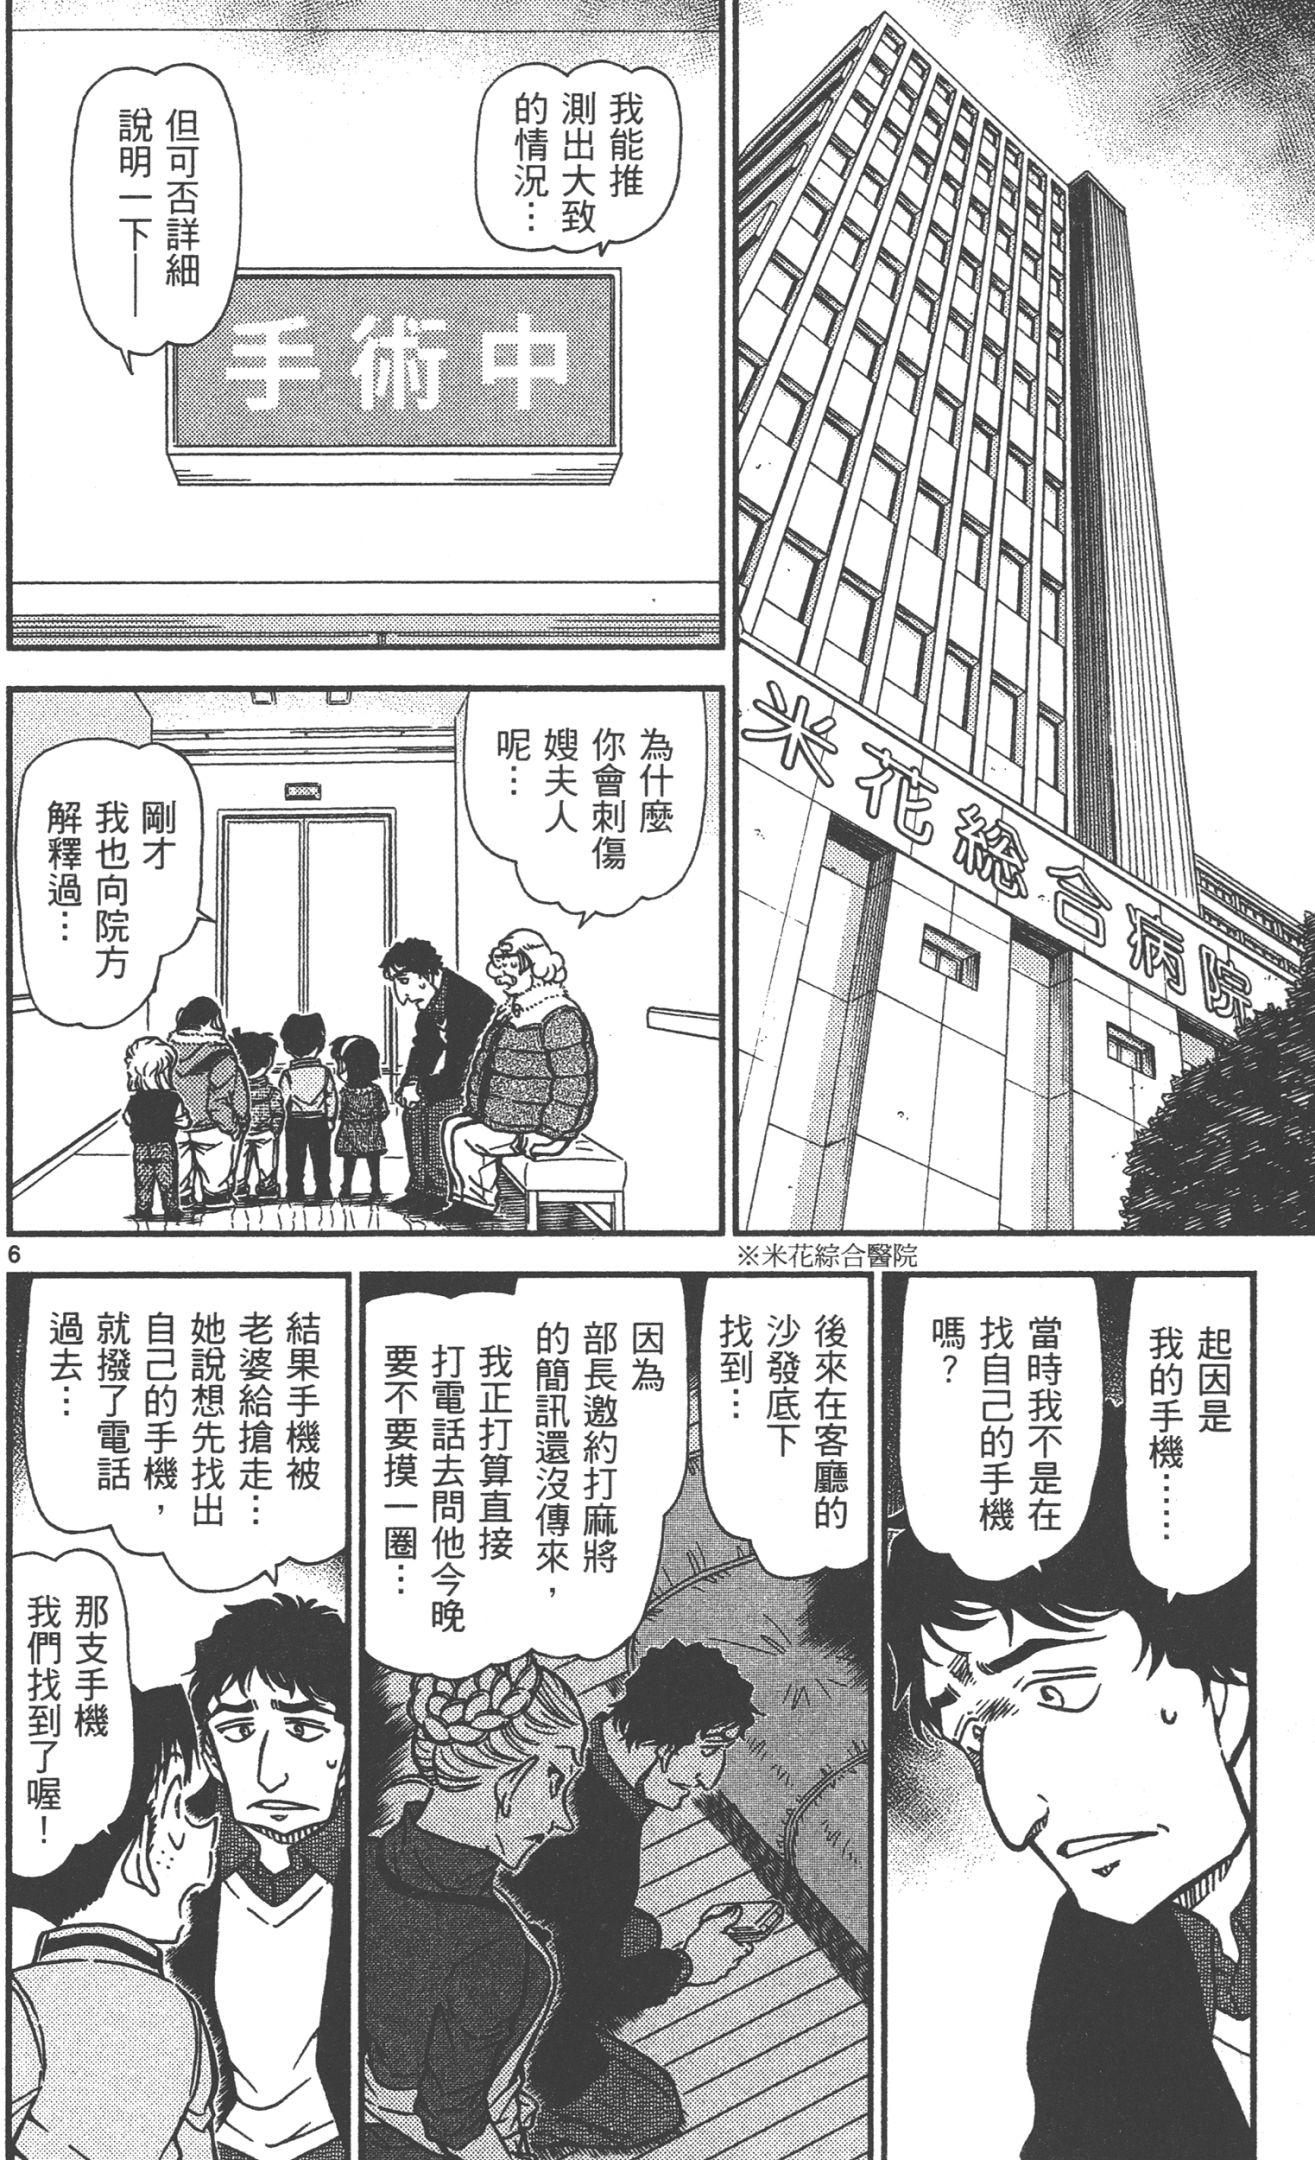 米花総合病院
※米花綜合醫院
我能推
測出大致
的情況…
但可否詳細
說明一下——
手術中
為什麼
你會刺傷
嫂夫人
呢…
剛才
我也向院方
解釋過…
6
起因是
我的手機……
當時我不是在
找自己的手機
嗎？
後來在客廳的
沙發底下
找到…
因為
部長邀約打麻將
的簡訊還沒傳來，
我正打算直接
打電話去問他今晚
要不要摸一圈…
結果手機被
老婆給搶走…
她說想先找出
自己的手機，
就撥了電話
過去…
那支手機
我們找到了喔！